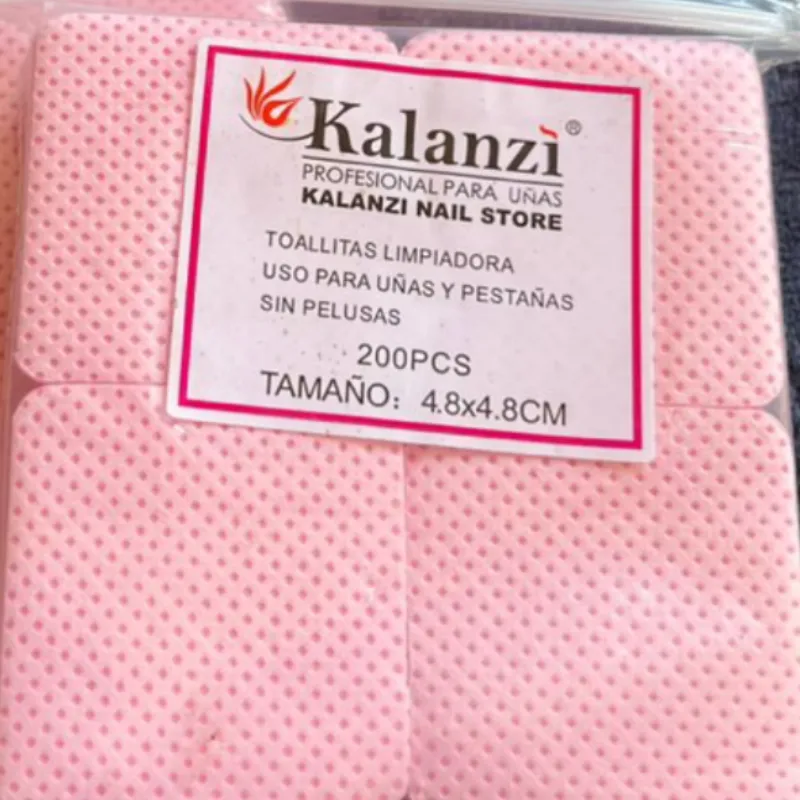 Kalanzì®
PROFESIONAL PARA UÑAS
KALANZI NAIL STORE
TOALLITAS LIMPIADORA
USO PARA UÑAS Y PESTAÑAS
SIN PELUSAS
200PCS
TAMAÑO: 4.8x4.8CM